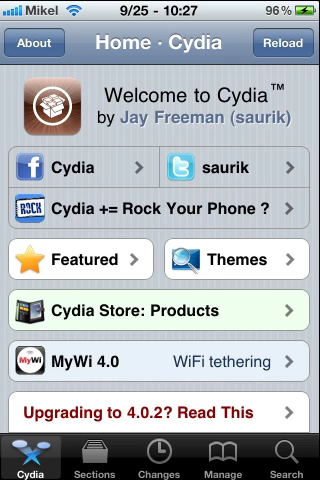 Mikel 9/25 - 10:27 96%
About Home · Cydia Reload
Welcome to Cydia™
by Jay Freeman (saurik)
f Cydia t saurik
ROCK Cydia += Rock Your Phone ?
Featured Themes
Cydia Store: Products
MyWi MyWi 4.0 WiFi tethering
Upgrading to 4.0.2? Read This
Cydia Sections Changes Manage Search